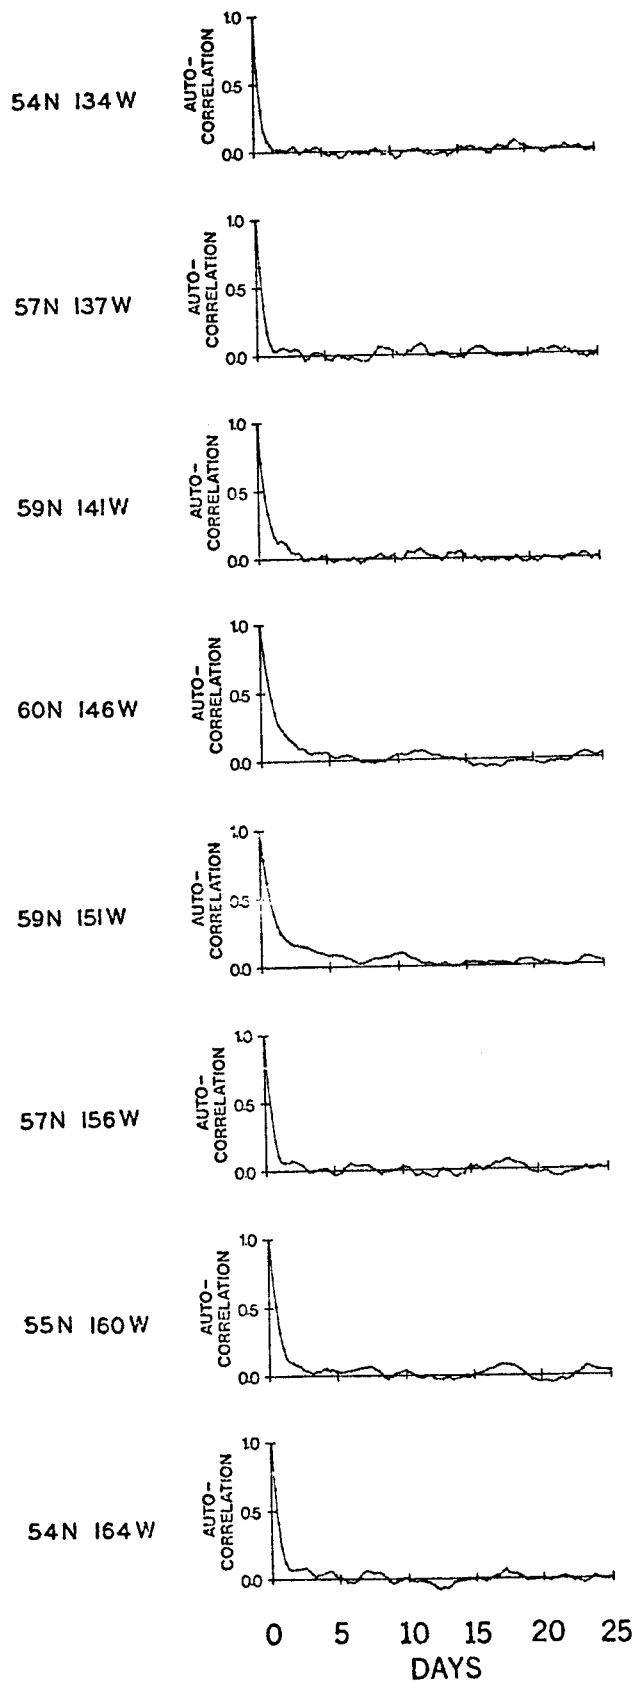 54N 134W
AUTO-
CORRELATION
1.0
0.5
0.0
57N 137W
AUTO-
CORRELATION
1.0
0.5
0.0
59N 141W
AUTO-
CORRELATION
1.0
0.5
0.0
60N 146W
AUTO-
CORRELATION
1.0
0.5
0.0
59N 151W
AUTO-
CORRELATION
1.0
0.5
0.0
57N 156W
AUTO-
CORRELATION
1.0
0.5
0.0
55N 160W
AUTO-
CORRELATION
1.0
0.5
0.0
54N 164W
AUTO-
CORRELATION
1.0
0.5
0.0
0 5 10 15 20 25
DAYS